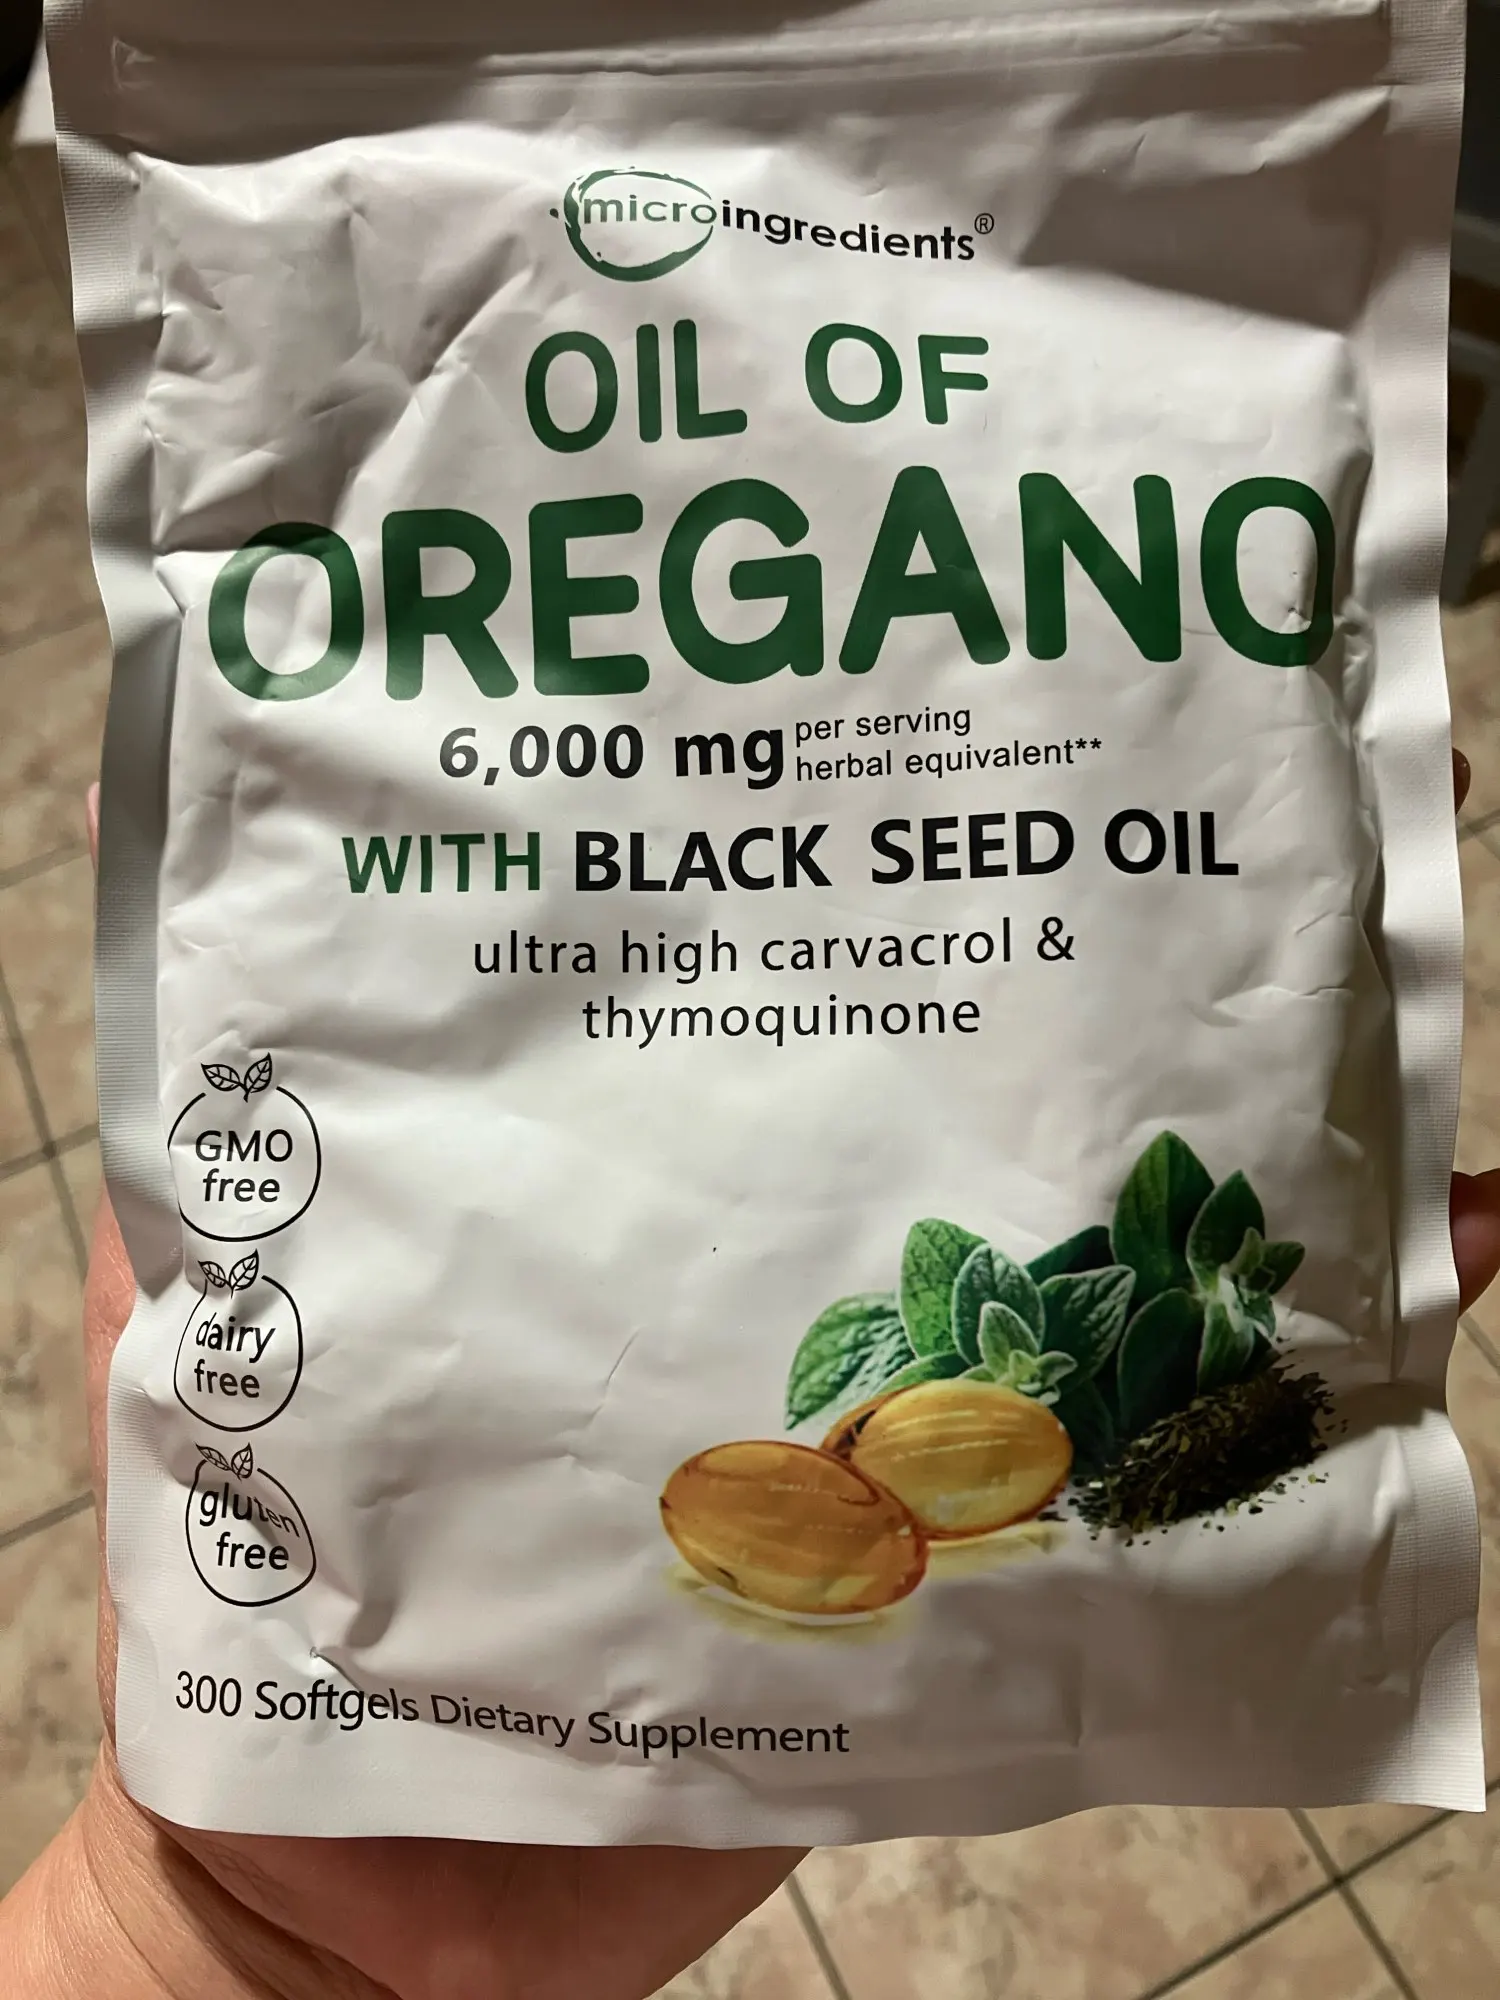 microingredients®
OIL OF
OREGANO
6,000 mg per serving
herbal equivalent**
WITH BLACK SEED OIL
ultra high carvacrol &
thymoquinone
GMO
free
dairy
free
gluten
free
300 Softgels Dietary Supplement